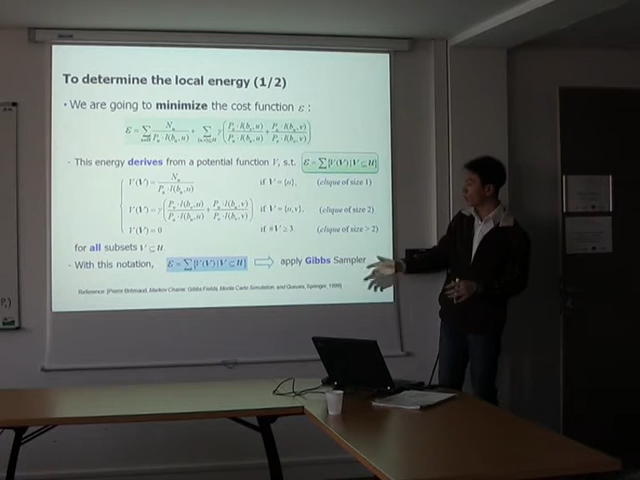 To determine the local energy (1/2)
• We are going to minimize the cost function ε :
- This energy derives from a potential function V, s.t. ε = ∑{V(V) | V ⊆ U}
if V = {u}, (clique of size 1)
if V = {u,v}, (clique of size 2)
V(V) = 0 if #V ≥ 3. (clique of size > 2)
for all subsets V ⊆ U.
- With this notation, ε = ∑{V(V) | V ⊆ U} apply Gibbs Sampler
Reference: [Pierre Brémaud, Markov Chains: Gibbs Fields, Monte Carlo Simulation, and Queues, Springer, 1999]